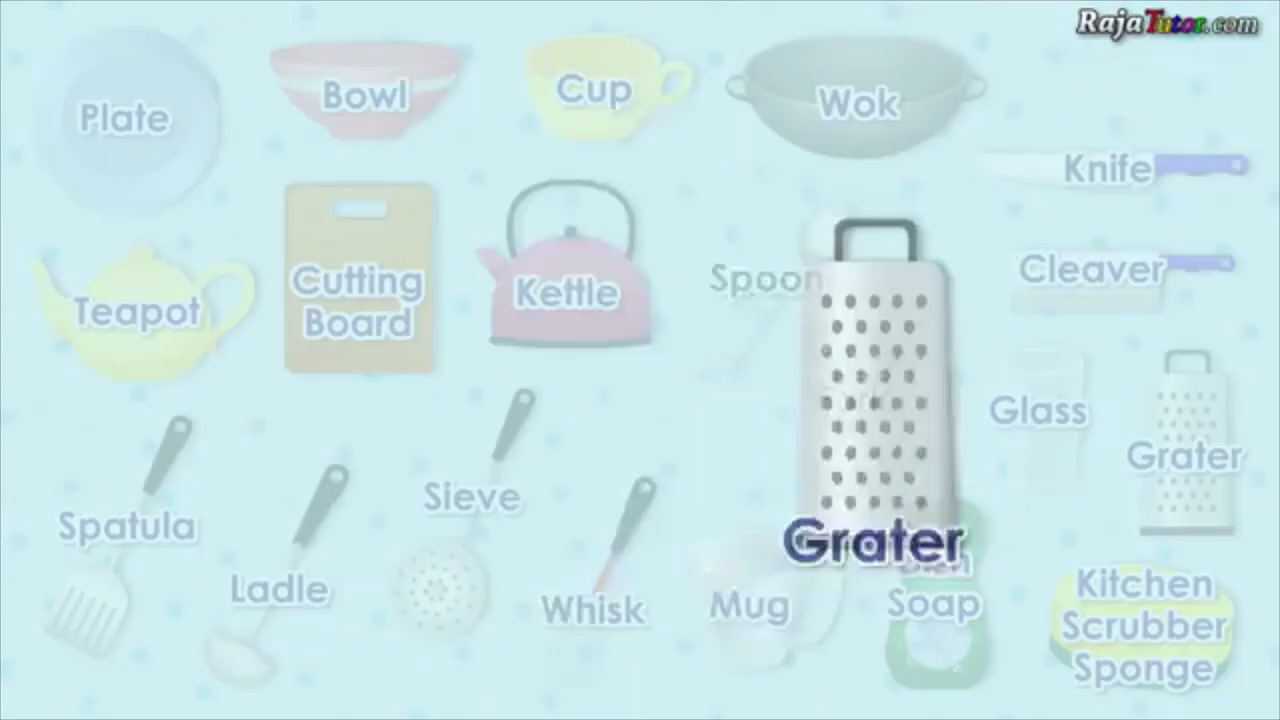 RajaTutor.com
Plate
Bowl
Cup
Wok
Knife
Teapot
Cutting
Board
Kettle
Spoon
Cleaver
Glass
Grater
Spatula
Ladle
Sieve
Whisk
Mug
Grater
Soap
Kitchen
Scrubber
Sponge